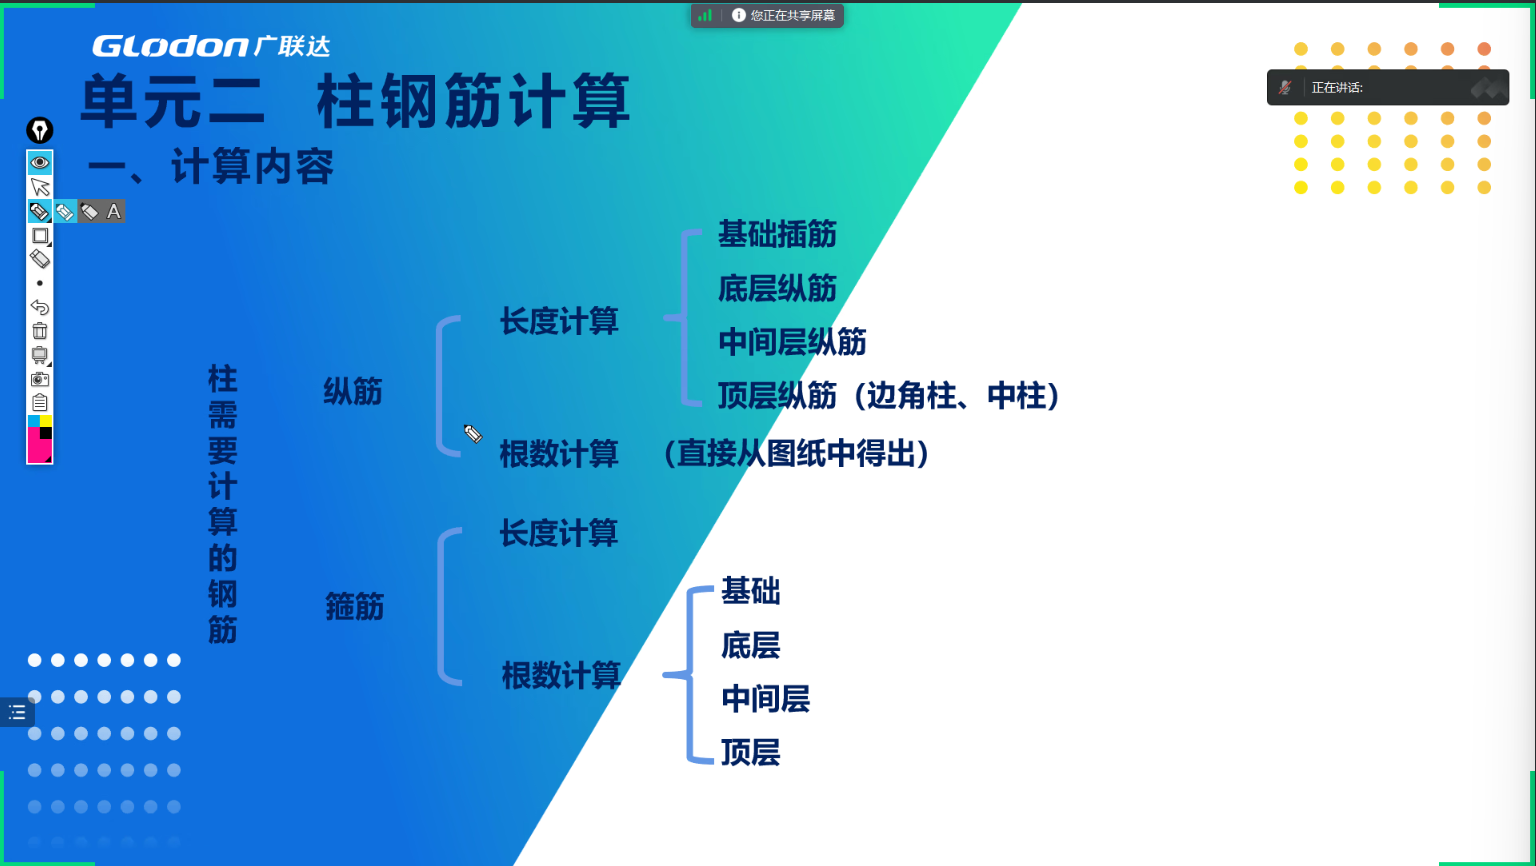 您正在共享屏幕
GLodon广联达
单元二 柱钢筋计算
正在讲话:
一、计算内容
A
柱需要计算的钢筋
纵筋
长度计算
基础插筋
底层纵筋
中间层纵筋
顶层纵筋（边角柱、中柱）
根数计算 （直接从图纸中得出）
箍筋
长度计算
根数计算
基础
底层
中间层
顶层